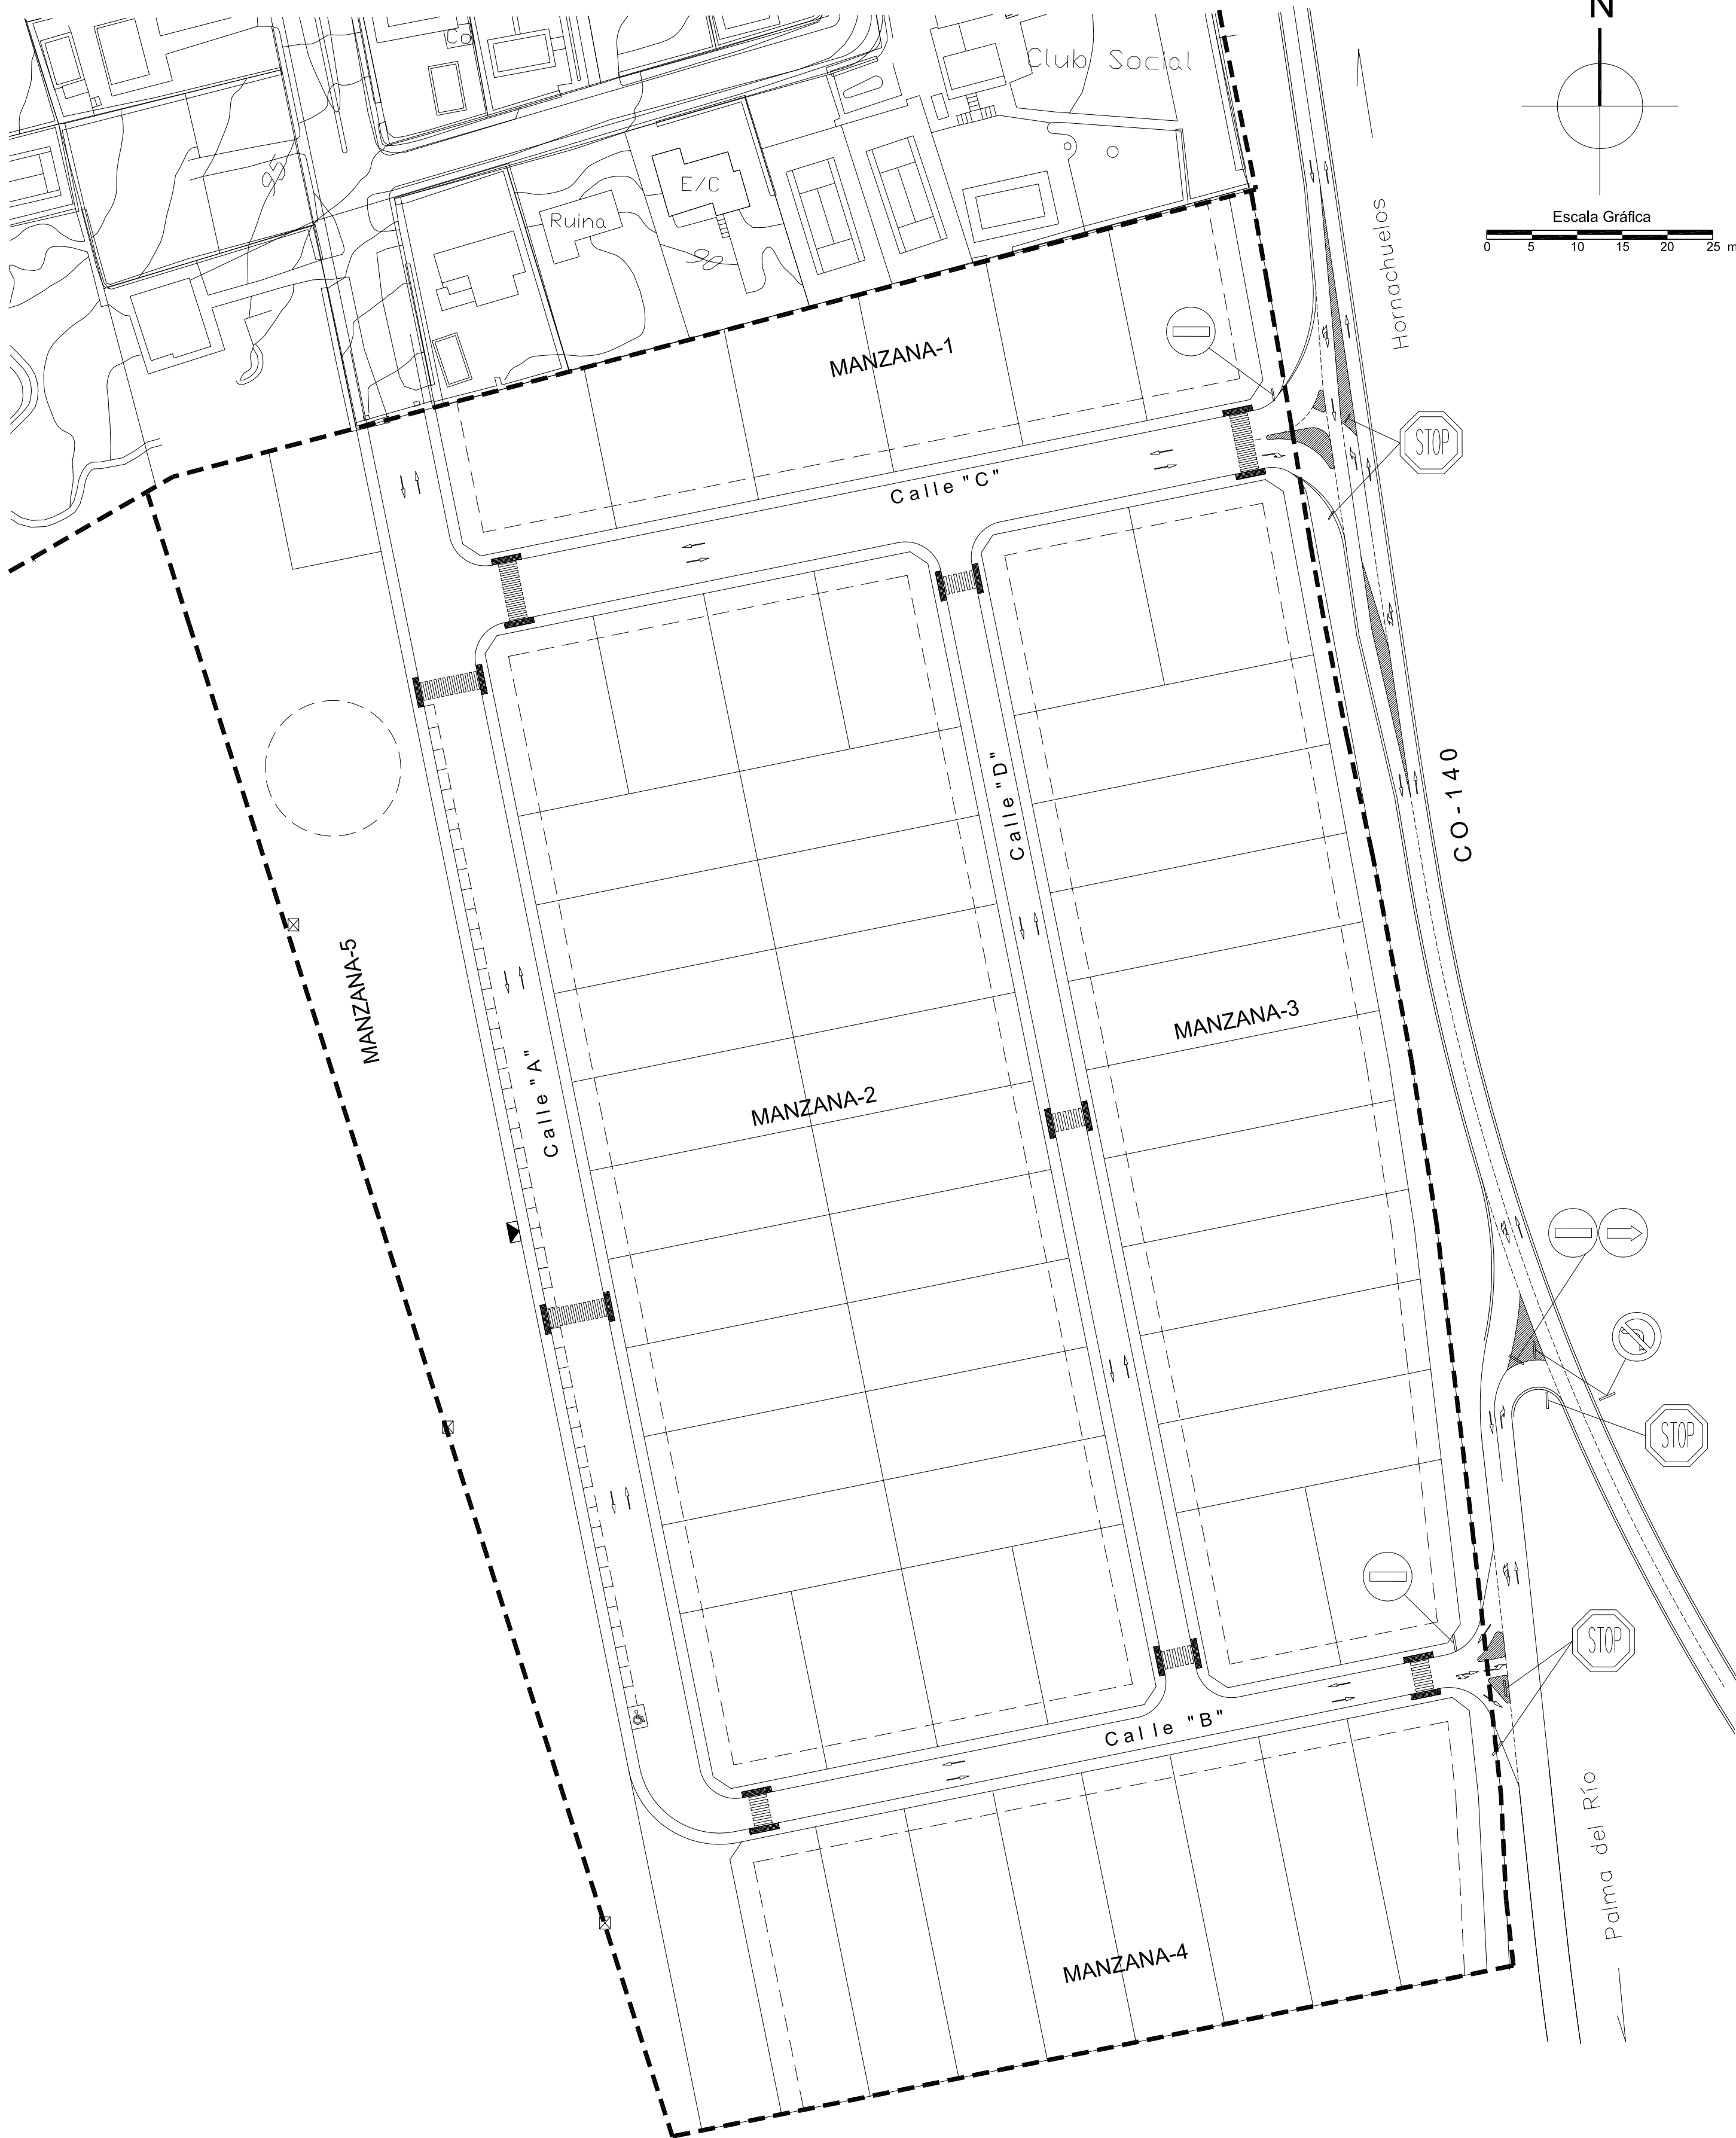 N
Co
Club Social
E/C
Ruina
Escala Gráfica
0 5 10 15 20 25 m
Hornachuelos
MANZANA-1
STOP
Calle "C"
Calle "D"
CO-140
MANZANA-5
MANZANA-3
Calle "A"
MANZANA-2
STOP
STOP
Calle "B"
Palma del Río
MANZANA-4